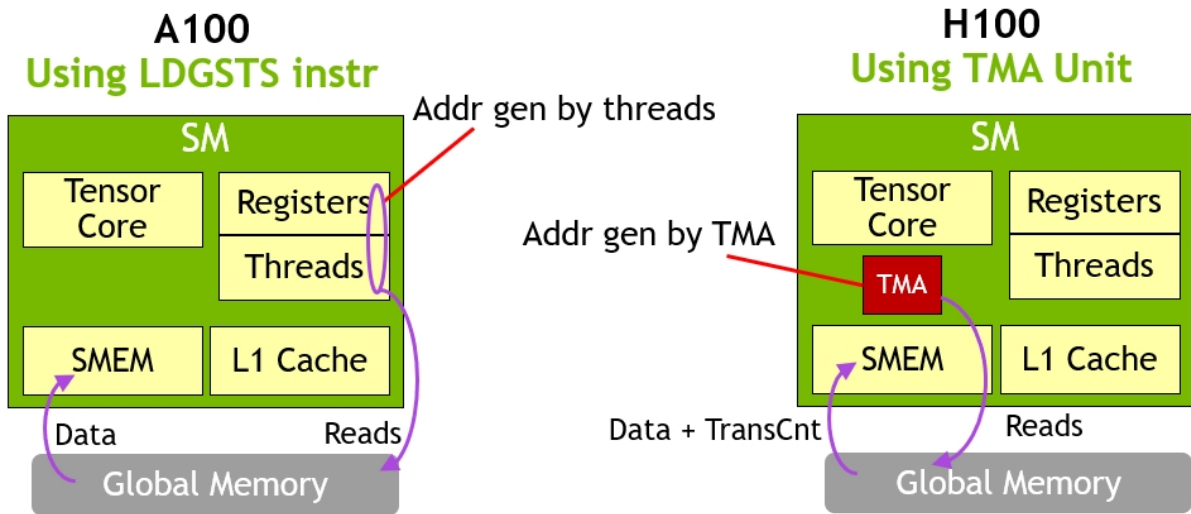 A100
Using LDGSTS instr
Addr gen by threads
SM
Tensor
Core
Registers
Threads
SMEM
L1 Cache
Data
Reads
Global Memory
H100
Using TMA Unit
Addr gen by TMA
SM
Tensor
Core
Registers
Threads
TMA
SMEM
L1 Cache
Data + TransCnt
Reads
Global Memory